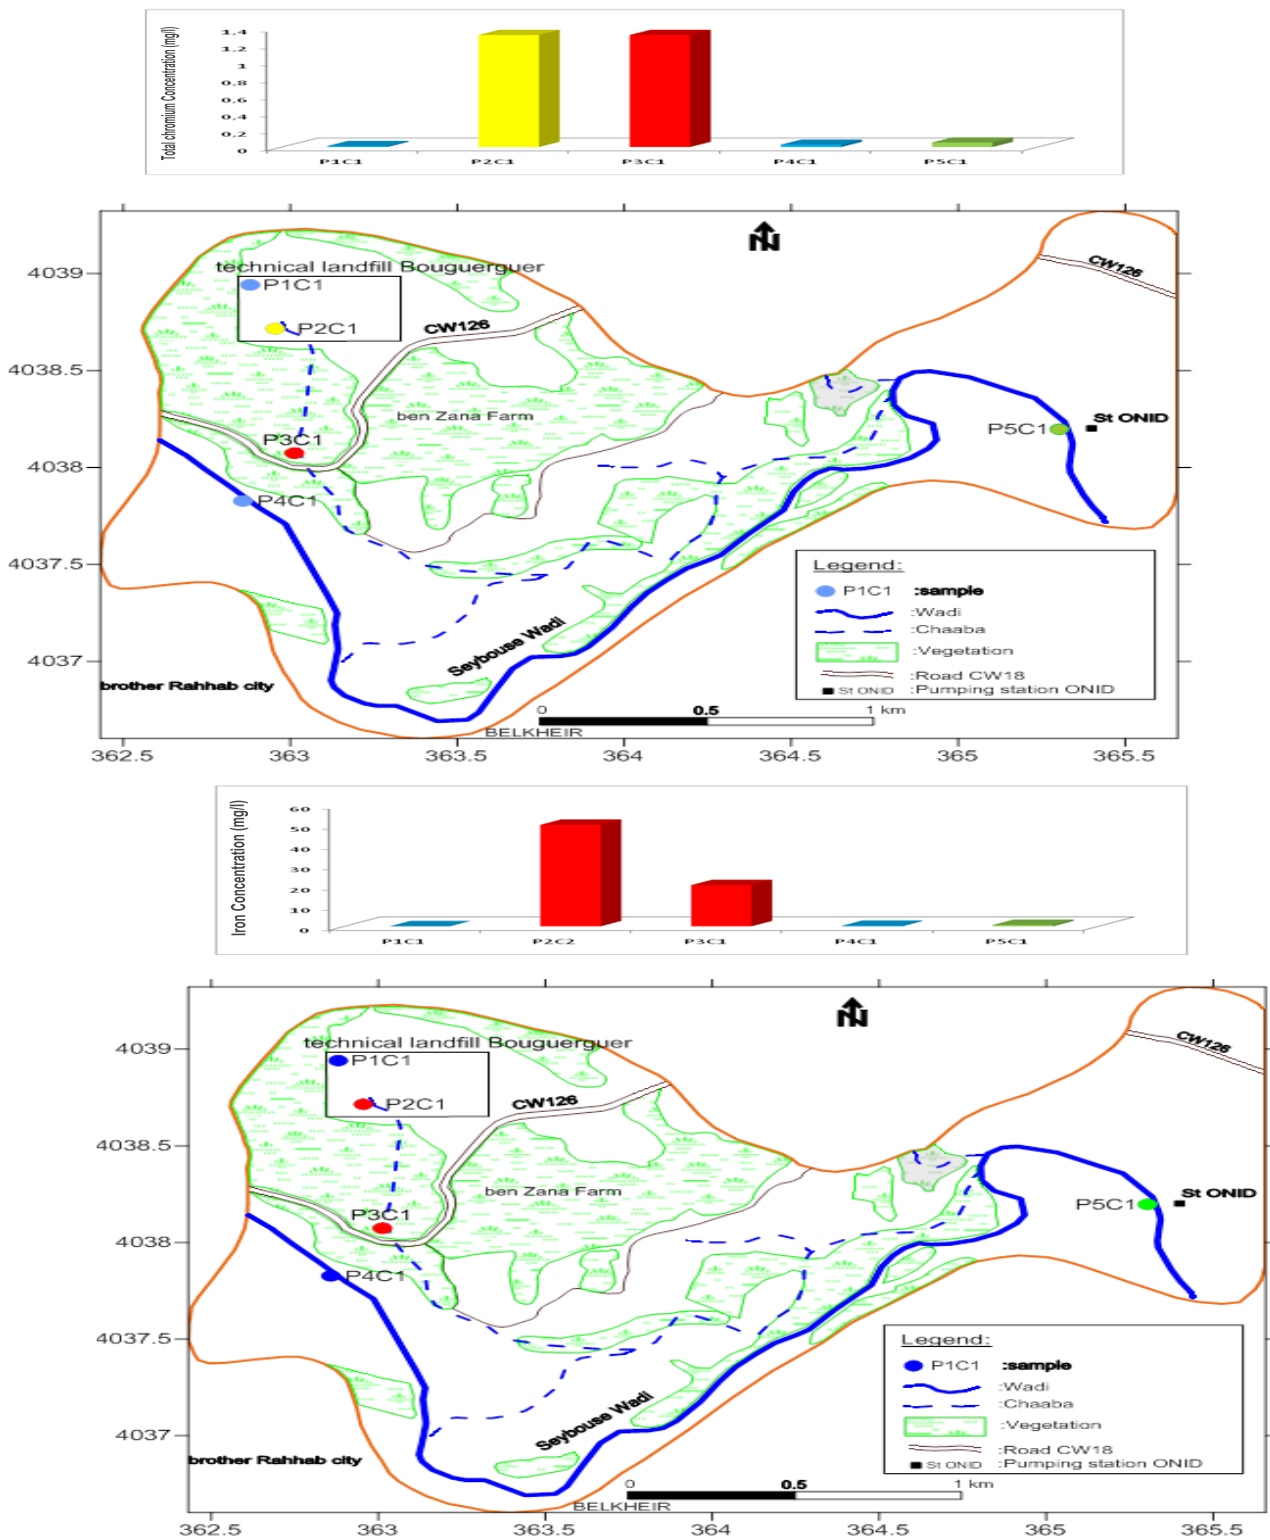 Total chromium Concentration (mg/l)
1.4
1.2
1
0.8
0.6
0.4
0.2
0
P1C1 P2C1 P3C1 P4C1 P5C1
N
technical landfill Bouguerguer
P1C1
P2C1
CW126
CW126
ben Zana Farm
P3C1
P4C1
P5C1
St ONID
4039
4038.5
4038
4037.5
4037
Seybouse Wadi
brother Rahhab city
BELKHEIR
0 0.5 1 km
Legend:
P1C1 :sample
:Wadi
:Chaaba
:Vegetation
:Road CW18
St ONID :Pumping station ONID
362.5 363 363.5 364 364.5 365 365.5
Iron Concentration (mg/l)
60
50
40
30
20
10
0
P1C1 P2C2 P3C1 P4C1 P5C1
N
technical landfill Bouguerguer
P1C1
P2C1
CW126
CW126
ben Zana Farm
P3C1
P4C1
P5C1
St ONID
4039
4038.5
4038
4037.5
4037
Seybouse Wadi
brother Rahhab city
BELKHEIR
0 0.5 1 km
Legend:
P1C1 :sample
:Wadi
:Chaaba
:Vegetation
:Road CW18
St ONID :Pumping station ONID
362.5 363 363.5 364 364.5 365 365.5